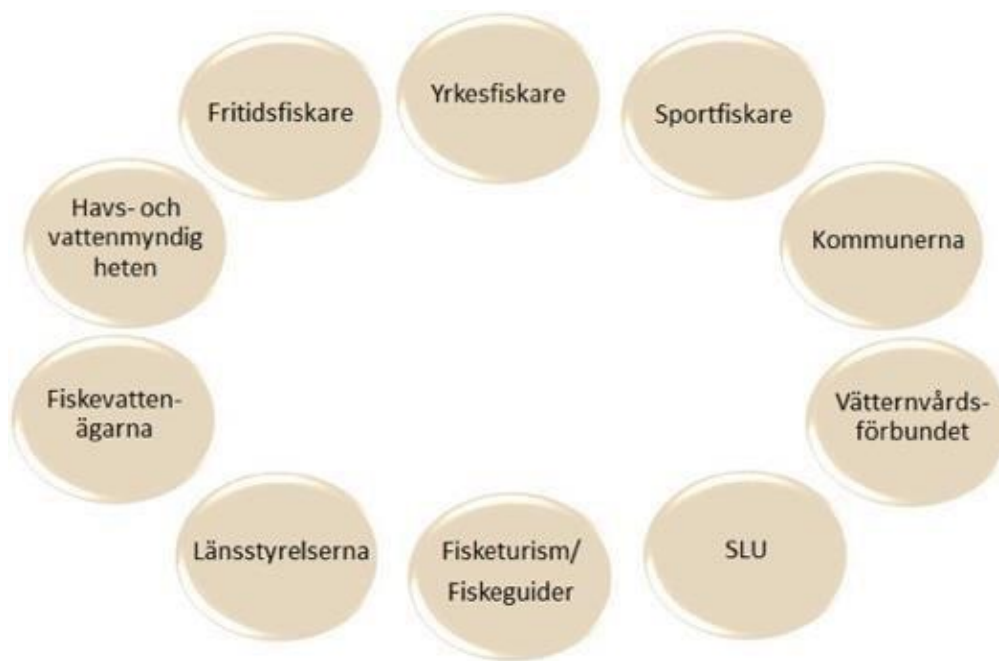 Fritidsfiskare
Yrkesfiskare
Sportfiskare
Havs- och
vattenmyndig
heten
Kommunerna
Fiskevatten-
ägarna
Vätternvårds-
förbundet
Länsstyrelserna
Fisketurism/
Fiskeguider
SLU